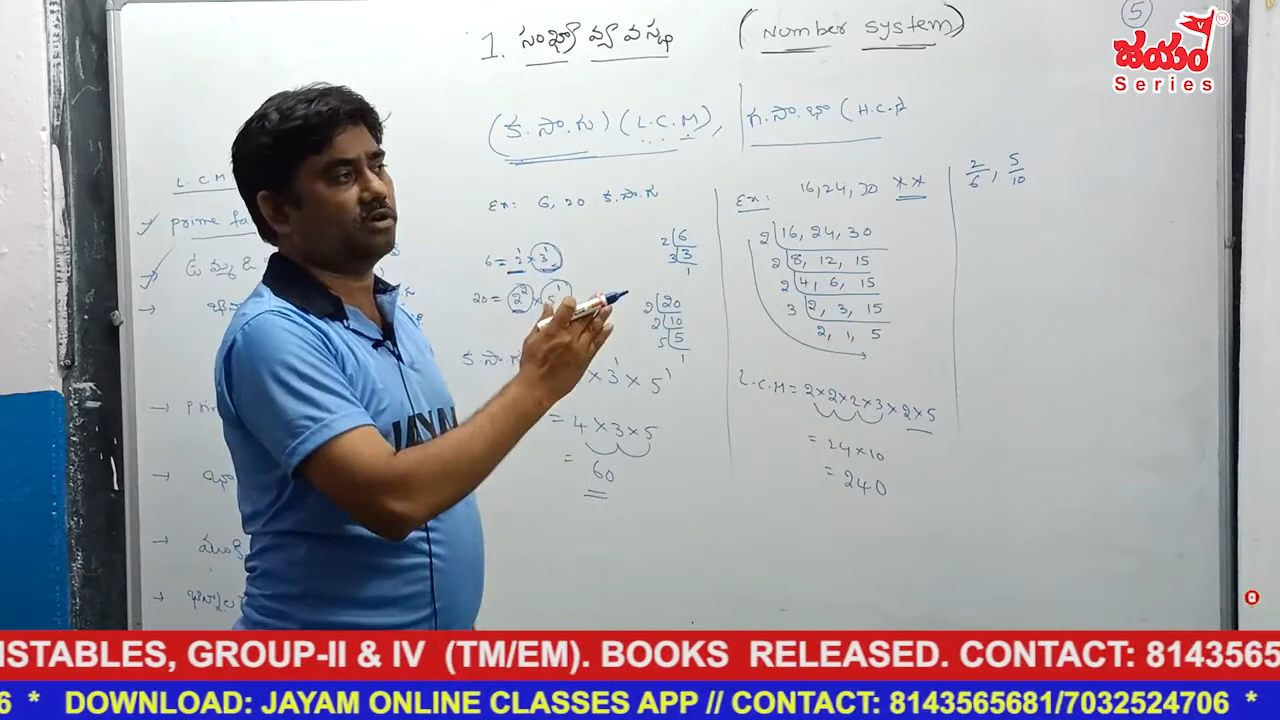 1. సంఖ్యా వ్యవస్థ (Number system)
5
జయం
Series
(క.సా.గు) (L.C.M), గ.సా.భా (H.C.F
L.C.M
prime fa
Ex: 6, 20 క.సా.గు
6 = 2¹ × 3¹
20 = 2² × 5¹
2 6
3 3
1
2 20
2 10
5 5
1
క.సా.గు
× 3¹ × 5¹
= 4 × 3 × 5
= 60
Ex: 16, 24, 30 **
2 16, 24, 30
2 8, 12, 15
2 4, 6, 15
3 2, 3, 15
2, 1, 5
L.C.M = 2×2×2×3×2×5
= 24×10
= 240
2/6, 5/10
JAYAM
ISTABLES, GROUP-II & IV (TM/EM). BOOKS RELEASED. CONTACT: 8143565
6 * DOWNLOAD: JAYAM ONLINE CLASSES APP // CONTACT: 8143565681/7032524706 *